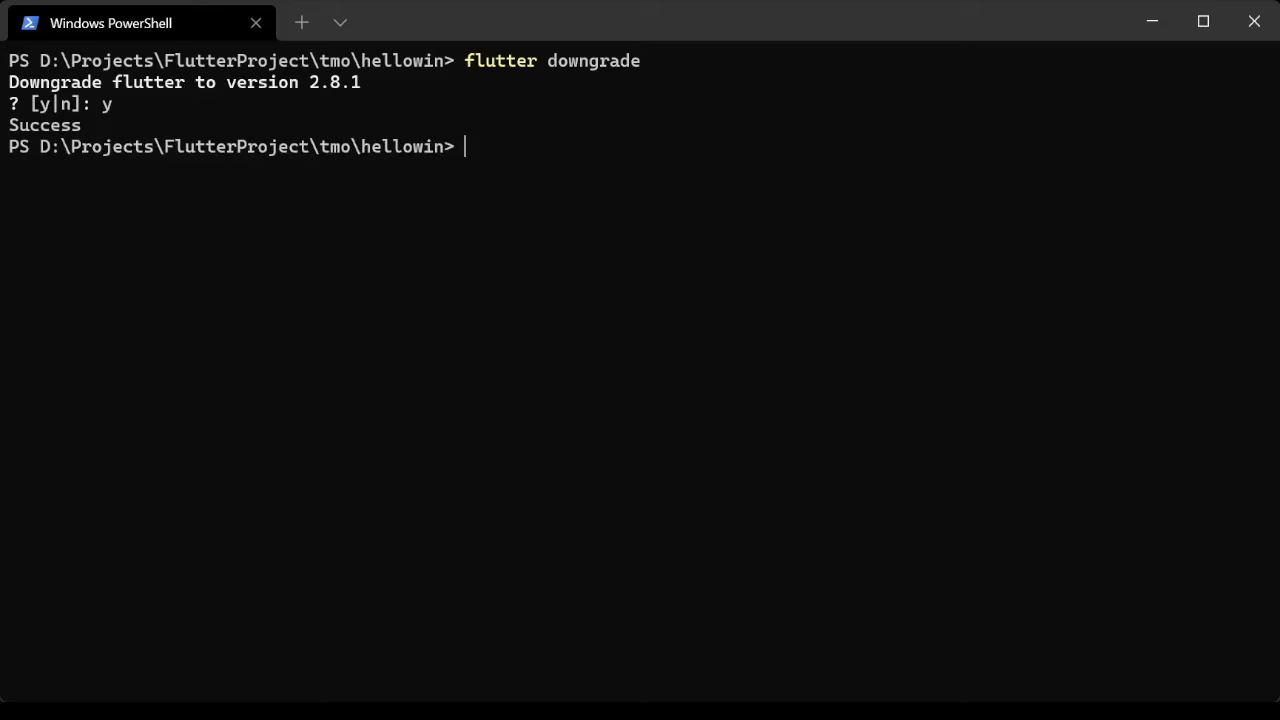 Windows PowerShell
PS D:\Projects\FlutterProject\tmo\hellowin> flutter downgrade
Downgrade flutter to version 2.8.1
? [y|n]: y
Success
PS D:\Projects\FlutterProject\tmo\hellowin>